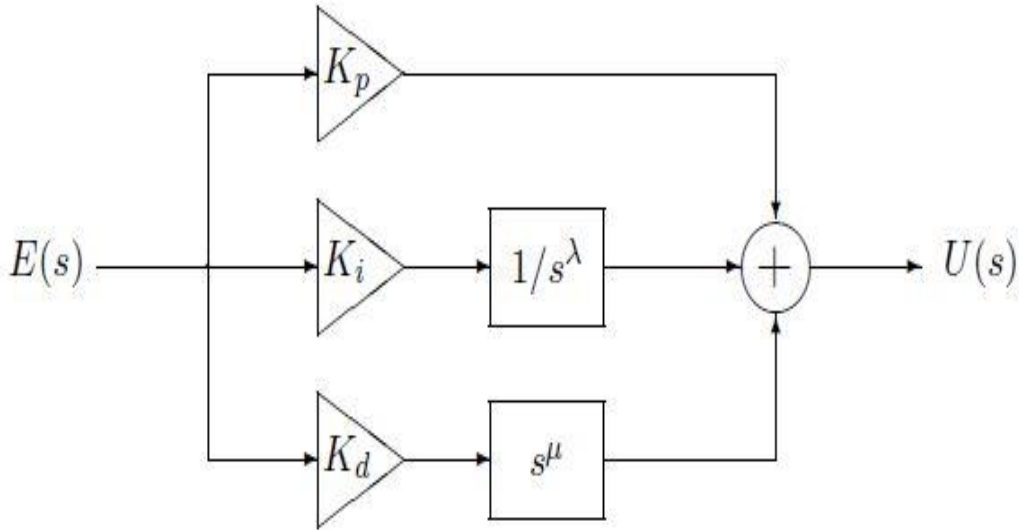 K_p
E(s)
K_i
1/s^λ
+
U(s)
K_d
s^μ